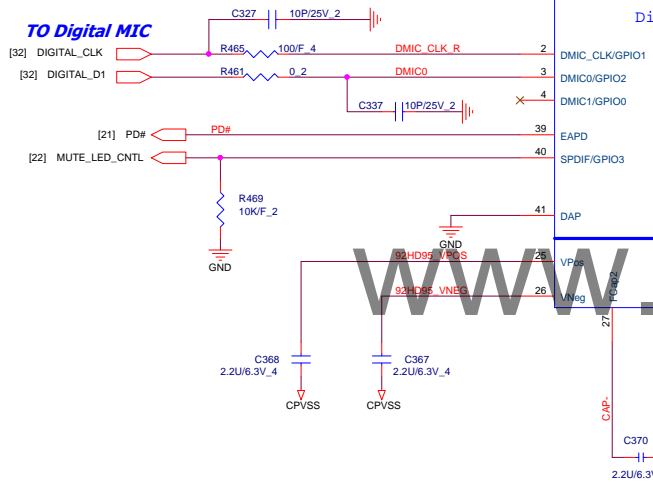 C327 10P/25V_2
Di
TO Digital MIC
[32] DIGITAL_CLK R465 100/F_4 DMIC_CLK_R 2 DMIC_CLK/GPIO1
[32] DIGITAL_D1 R461 0_2 DMIC0 3 DMIC0/GPIO2
C337 10P/25V_2 4 DMIC1/GPIO0
[21] PD# PD# 39 EAPD
[22] MUTE_LED_CNTL 40 SPDIF/GPIO3
R469
10K/F_2
41 DAP
GND
GND
92HD95_VPOS 25 VPos
92HD95_VNEG 26 VNeg
FCap2
27
www.
C368
2.2U/6.3V_4
C367
2.2U/6.3V_4
CPVSS CPVSS
CAP-
C370
2.2U/6.3V